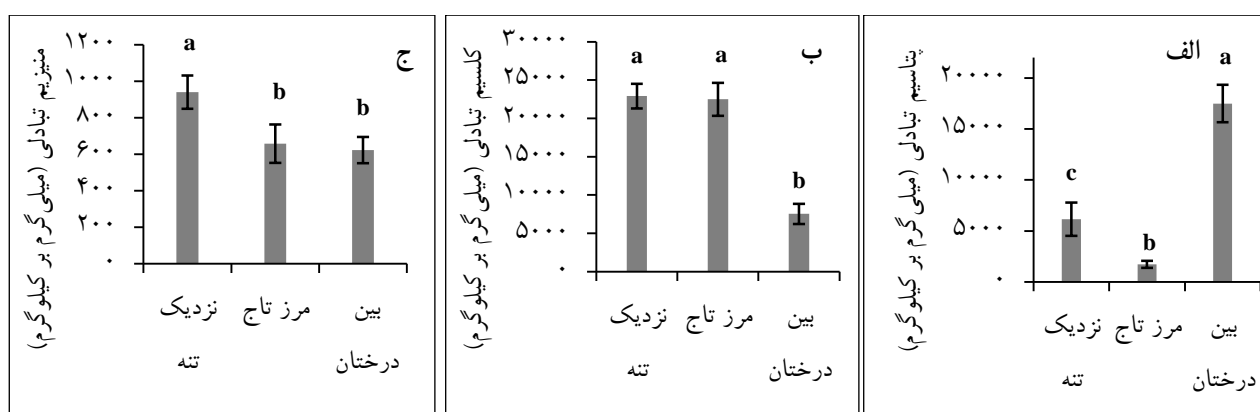 الف
پتاسیم تبادلی (میلی گرم بر کیلوگرم)
۲۰۰۰۰
۱۵۰۰۰
۱۰۰۰۰
۵۰۰۰
۰
c b a
نزدیک مرز تاج بین
تنه درختان
ب
کلسیم تبادلی (میلی گرم بر کیلوگرم)
۳۰۰۰۰
۲۵۰۰۰
۲۰۰۰۰
۱۵۰۰۰
۱۰۰۰۰
۵۰۰۰
۰
a a b
نزدیک مرز تاج بین
تنه درختان
ج
منیزیم تبادلی (میلی گرم بر کیلوگرم)
۱۲۰۰
۱۰۰۰
۸۰۰
۶۰۰
۴۰۰
۲۰۰
۰
a b b
نزدیک مرز تاج بین
تنه درختان